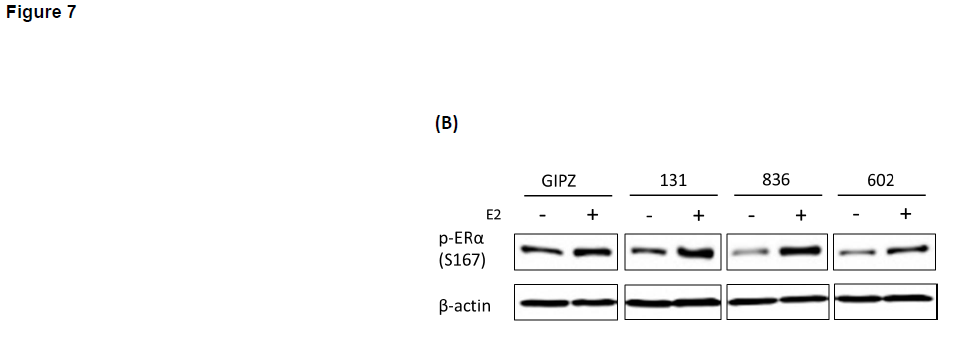 Figure 7
(B)
GIPZ 131 836 602
E2 - + - + - + - +
p-ERα
(S167)
β-actin